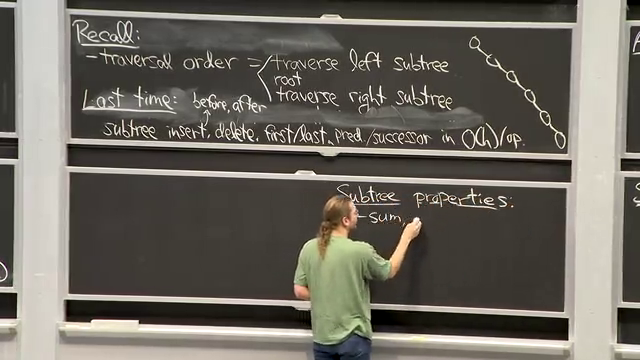 Recall:
- traversal order = traverse left subtree
root
traverse right subtree
Last time: before, after
subtree insert, delete, first/last, pred./successor in O(h)/op.
Subtree properties:
- sum,